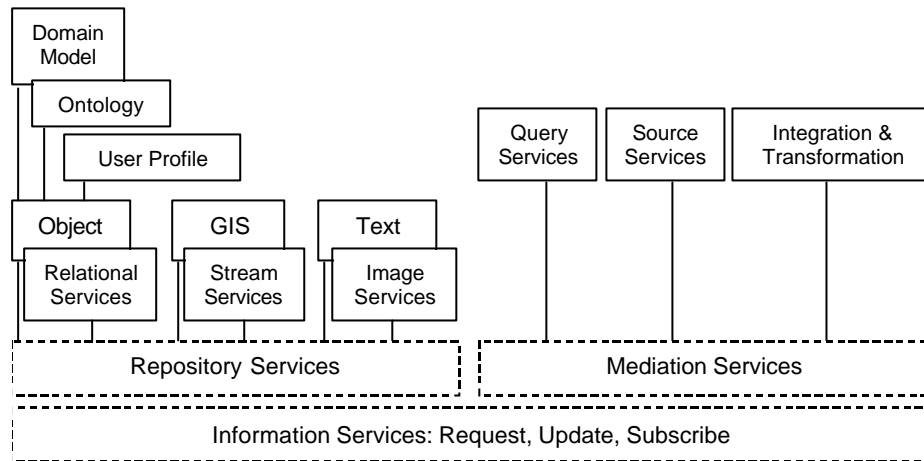 Domain
Model
Ontology
User Profile
Query
Services
Source
Services
Integration &
Transformation
Object
GIS
Text
Relational
Services
Stream
Services
Image
Services
Repository Services
Mediation Services
Information Services: Request, Update, Subscribe